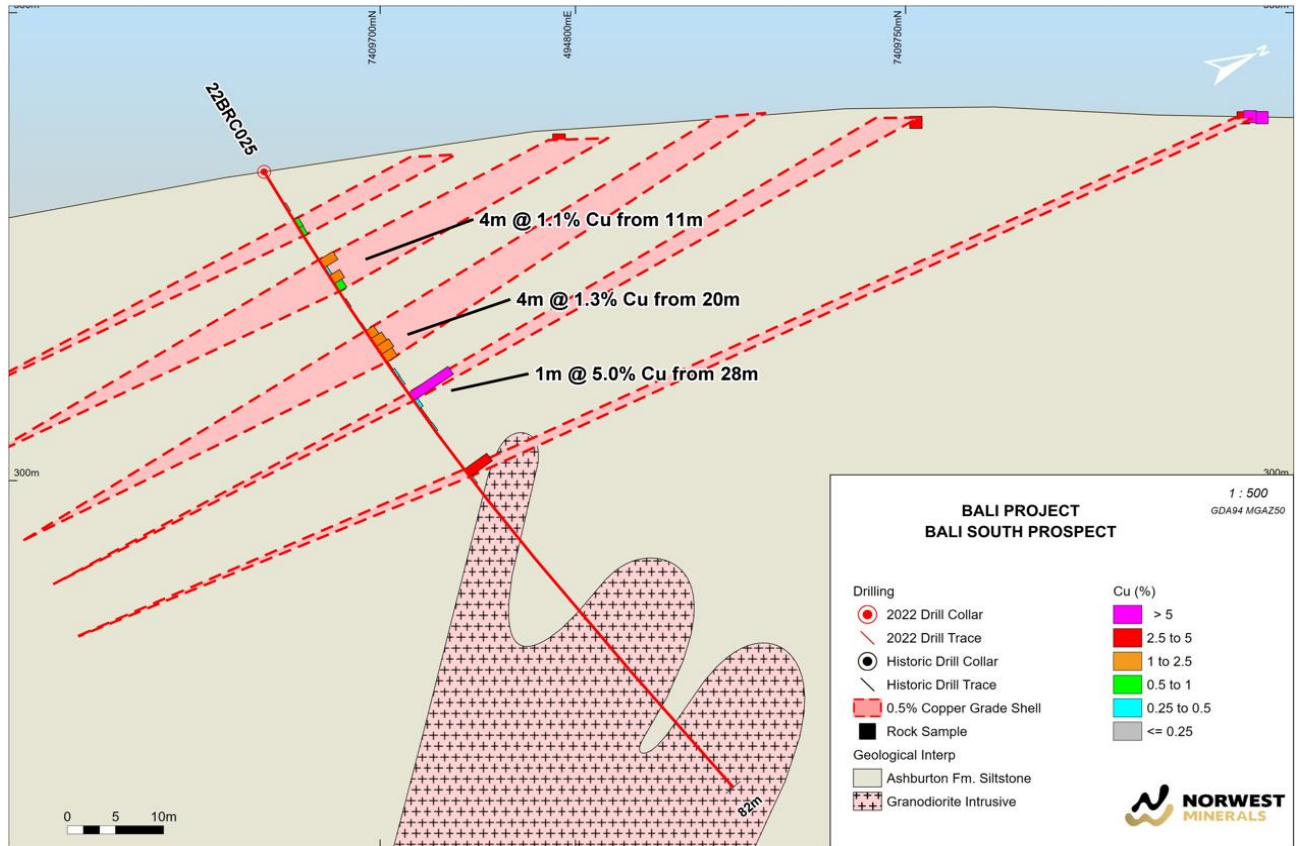 7409700mN
494800mE
7409750mN
N
22BRC025
4m @ 1.1% Cu from 11m
4m @ 1.3% Cu from 20m
1m @ 5.0% Cu from 28m
300m
300m
82m
0 5 10m
BALI PROJECT
BALI SOUTH PROSPECT
1 : 500
GDA94 MGAZ50
Drilling
2022 Drill Collar
2022 Drill Trace
Historic Drill Collar
Historic Drill Trace
0.5% Copper Grade Shell
Rock Sample
Geological Interp
Ashburton Fm. Siltstone
Granodiorite Intrusive
Cu (%)
> 5
2.5 to 5
1 to 2.5
0.5 to 1
0.25 to 0.5
<= 0.25
NORWEST
MINERALS